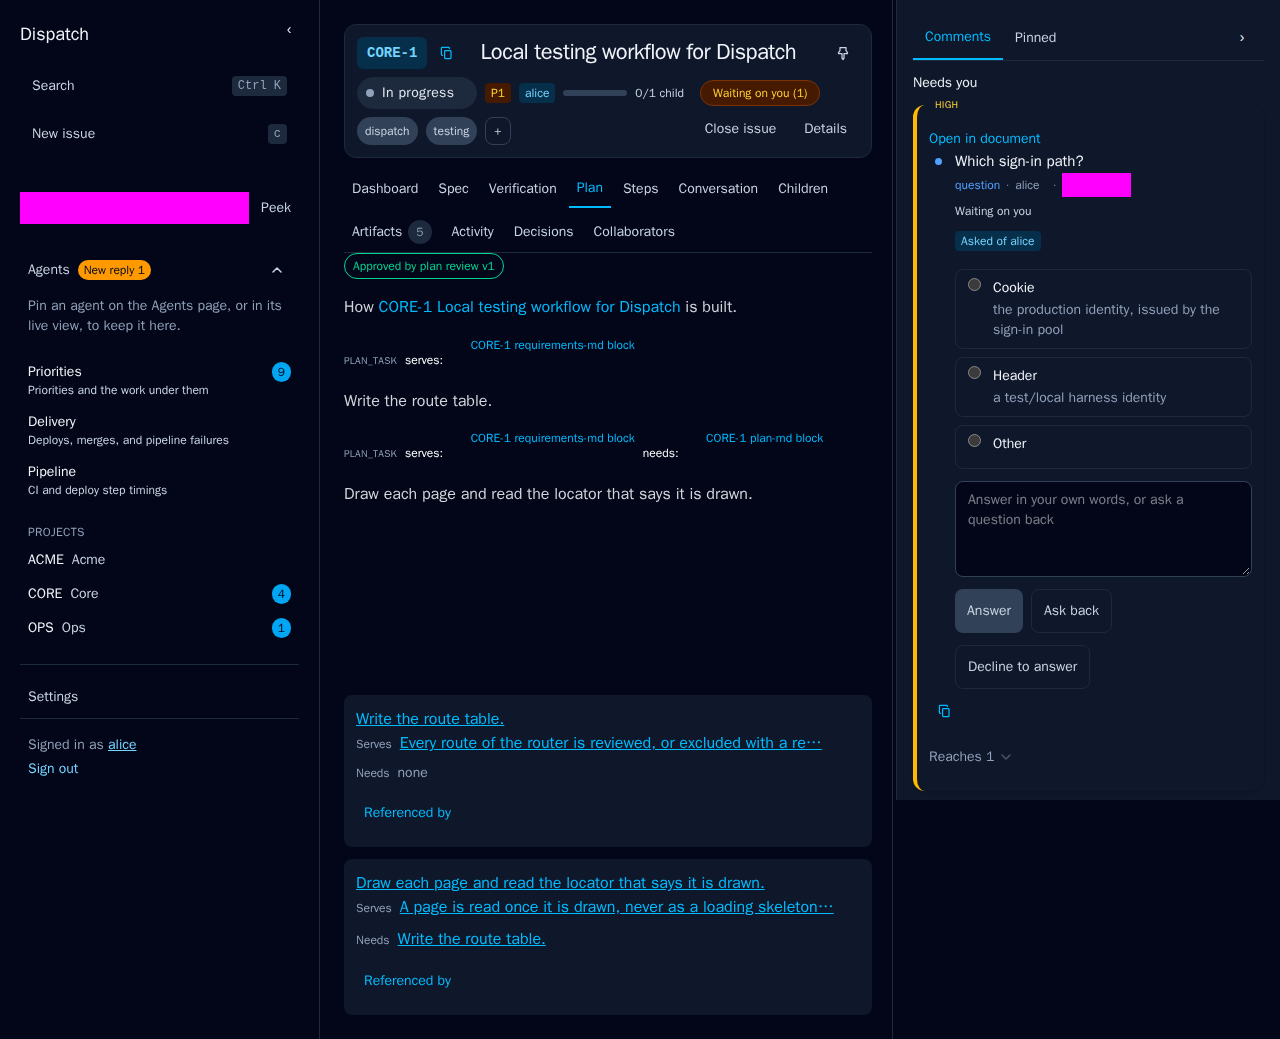 Dispatch
Search
Ctrl K
New issue
C
Peek
Agents
New reply 1
Pin an agent on the Agents page, or in its
live view, to keep it here.
Priorities
9
Priorities and the work under them
Delivery
Deploys, merges, and pipeline failures
Pipeline
CI and deploy step timings
PROJECTS
ACME Acme
CORE Core
4
OPS Ops
1
Settings
Signed in as alice
Sign out
CORE-1
Local testing workflow for Dispatch
In progress
P1
alice
0/1 child
Waiting on you (1)
dispatch
testing
+
Close issue
Details
Dashboard
Spec
Verification
Plan
Steps
Conversation
Children
Artifacts 5
Activity
Decisions
Collaborators
Approved by plan review v1
How CORE-1 Local testing workflow for Dispatch is built.
CORE-1 requirements-md block
PLAN_TASK serves:
Write the route table.
CORE-1 requirements-md block
CORE-1 plan-md block
PLAN_TASK serves:
needs:
Draw each page and read the locator that says it is drawn.
Write the route table.
Serves Every route of the router is reviewed, or excluded with a re···
Needs none
Referenced by
Draw each page and read the locator that says it is drawn.
Serves A page is read once it is drawn, never as a loading skeleton···
Needs Write the route table.
Referenced by
Comments
Pinned
Needs you
HIGH
Open in document
Which sign-in path?
question · alice ·
Waiting on you
Asked of alice
Cookie
the production identity, issued by the
sign-in pool
Header
a test/local harness identity
Other
Answer in your own words, or ask a
question back
Answer
Ask back
Decline to answer
Reaches 1